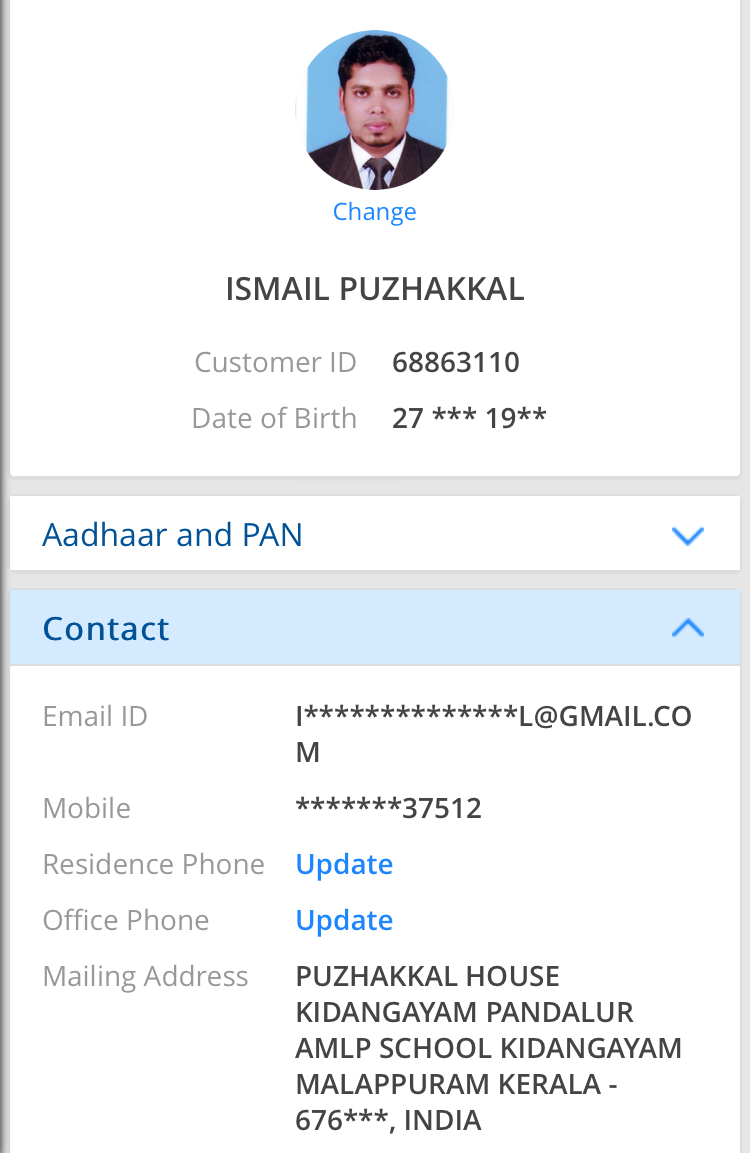 Change
ISMAIL PUZHAKKAL
Customer ID 68863110
Date of Birth 27 *** 19**
Aadhaar and PAN
Contact
Email ID I**************L@GMAIL.CO
M
Mobile *******37512
Residence Phone Update
Office Phone Update
Mailing Address PUZHAKKAL HOUSE
KIDANGAYAM PANDALUR
AMLP SCHOOL KIDANGAYAM
MALAPPURAM KERALA -
676***, INDIA